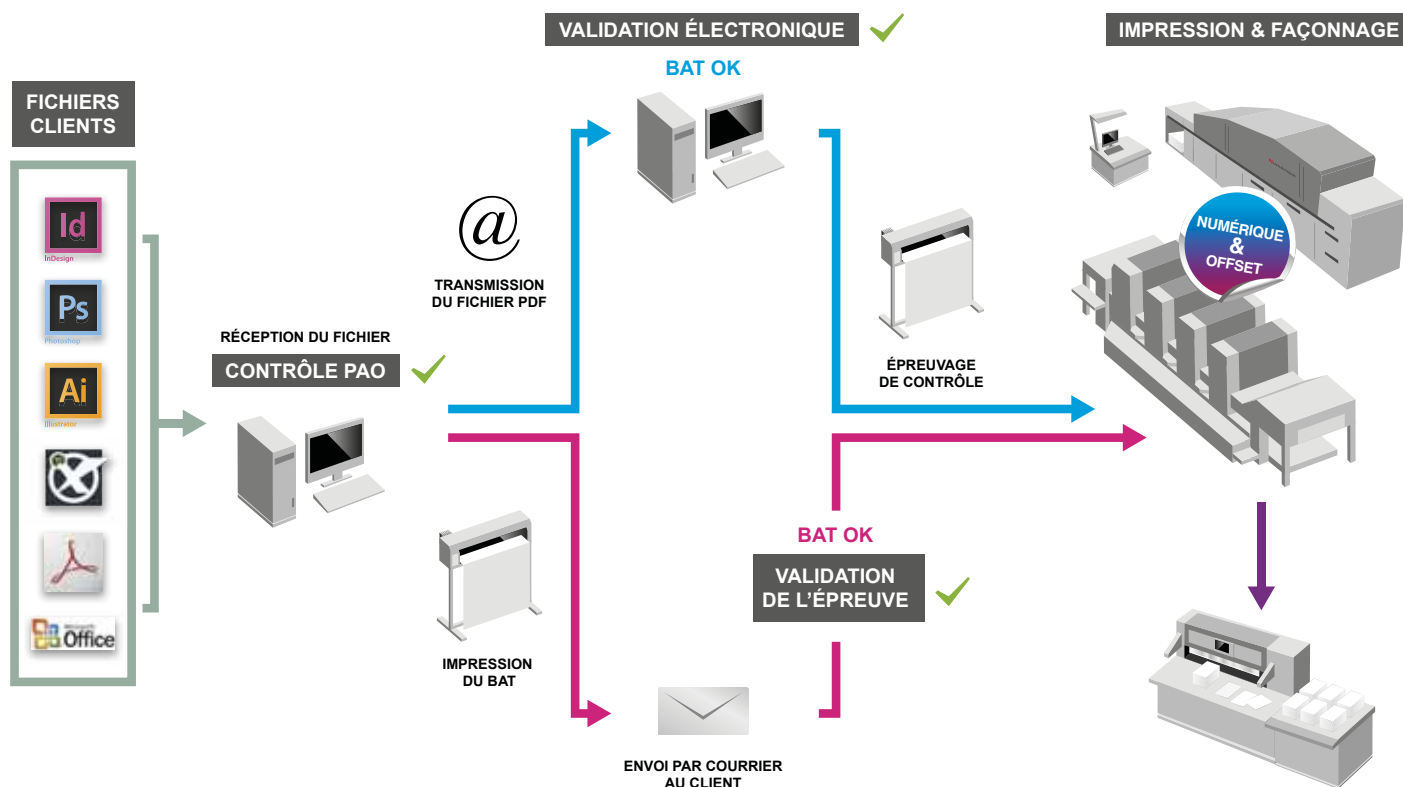 VALIDATION ÉLECTRONIQUE
BAT OK
IMPRESSION & FAÇONNAGE
FICHIERS
CLIENTS
Id
InDesign
Ps
Photoshop
Ai
Illustrator
Microsoft
Office
RÉCEPTION DU FICHIER
CONTRÔLE PAO
@
TRANSMISSION
DU FICHIER PDF
ÉPREUVAGE
DE CONTRÔLE
NUMÉRIQUE
&
OFFSET
IMPRESSION
DU BAT
BAT OK
VALIDATION
DE L’ÉPREUVE
ENVOI PAR COURRIER
AU CLIENT